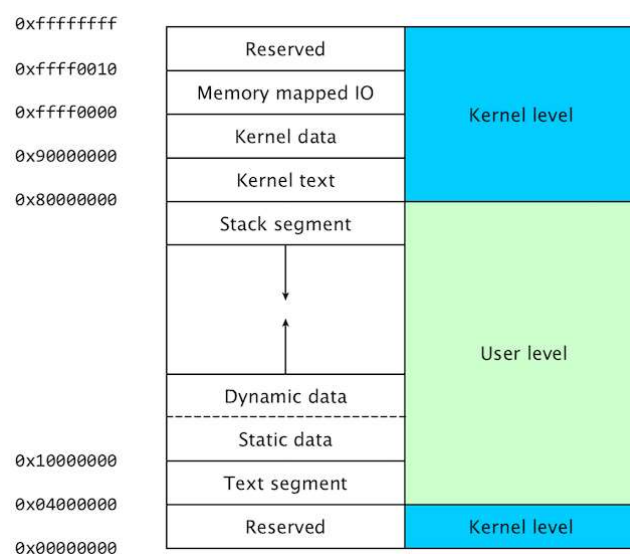 0xffffffff
Reserved
0xffff0010
Memory mapped IO
0xffff0000
Kernel level
Kernel data
0x90000000
Kernel text
0x80000000
Stack segment
User level
Dynamic data
Static data
0x10000000
Text segment
0x04000000
Reserved
Kernel level
0x00000000